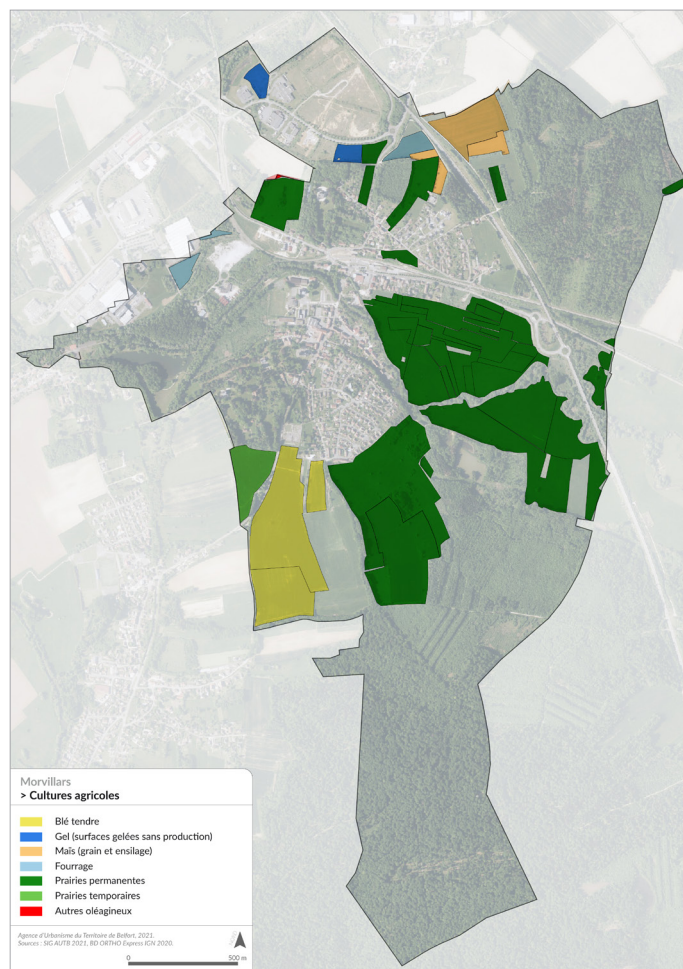 Morvillars
> Cultures agricoles
Blé tendre
Gel (surfaces gelées sans production)
Maïs (grain et ensilage)
Fourrage
Prairies permanentes
Prairies temporaires
Autres oléagineux
Agence d'Urbanisme du Territoire de Belfort, 2021.
Sources : SIG AUTB 2021, BD ORTHO Express IGN 2020.
0 500 m